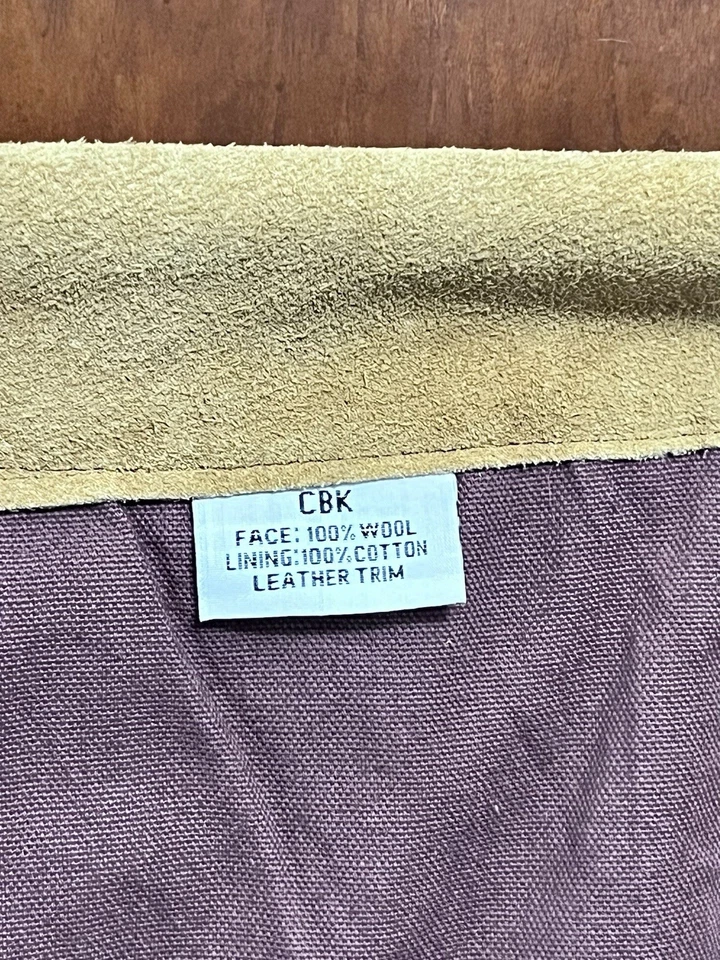 CBK
FACE: 100% WOOL
LINING:100%COTTON
LEATHER TRIM